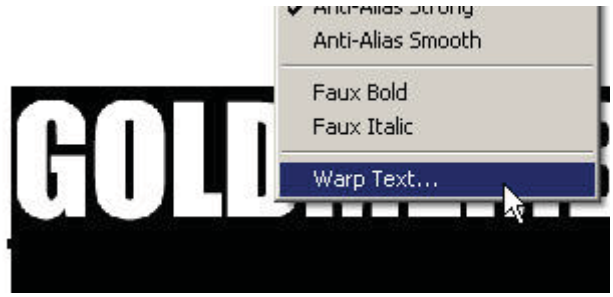 Anti-Alias Strong
Anti-Alias Smooth
Faux Bold
Faux Italic
Warp Text...
GOLD